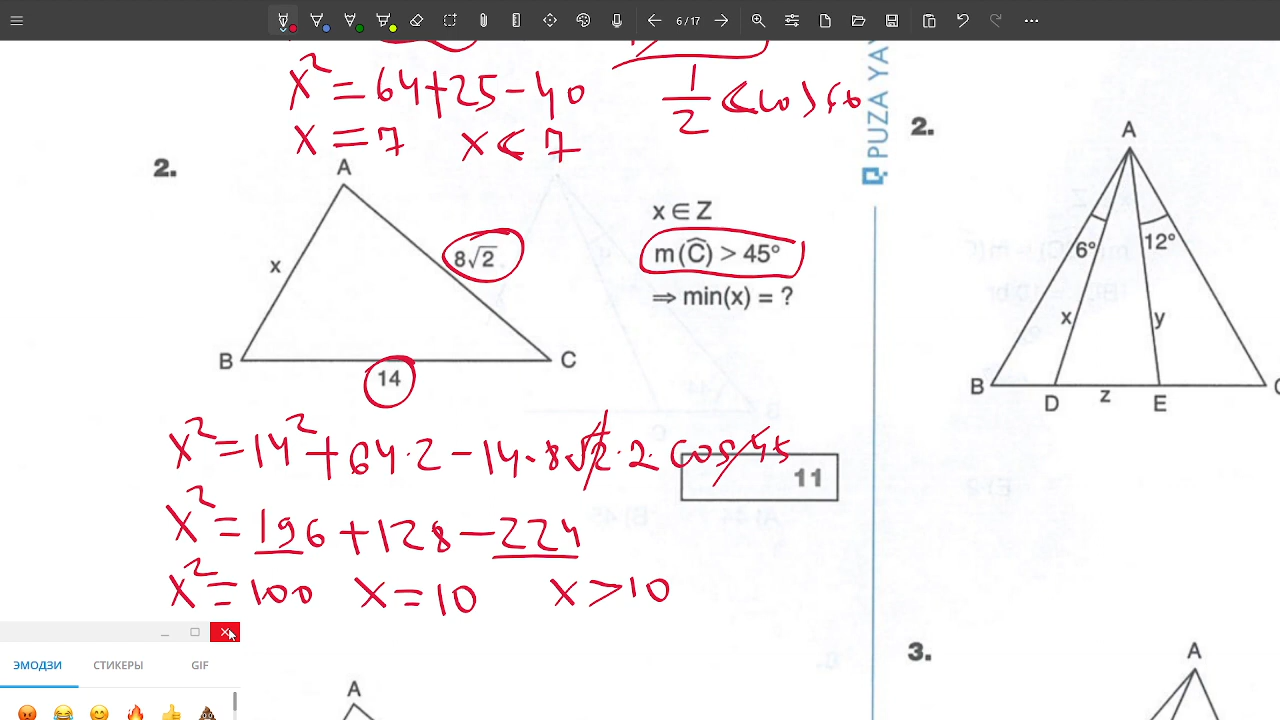 6 / 17
x² = 64 + 25 - 40
x = 7 x < 7
1/2 < cos 60
PUZA YA
2.
A
x
8√2
B
14
C
x ∈ Z
m(Ĉ) > 45°
⇒ min(x) = ?
x² = 14² + 64·2 - 14·8√2·2·cos 45
11
x² = 196 + 128 - 224
x² = 100 x = 10 x > 10
ЭМОДЗИ СТИКЕРЫ GIF
A
2.
A
6° 12°
x y
B D z E C
3.
A